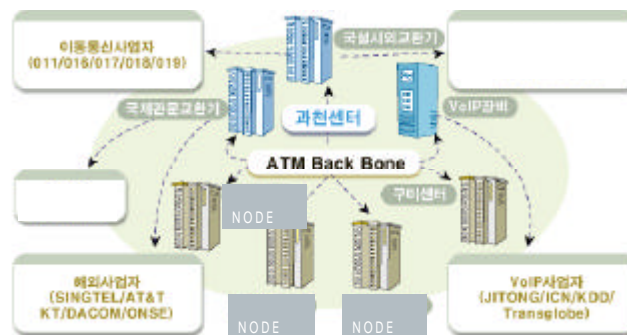 이동통신사업자
(011/016/017/018/019)
국설시외교환기
국제관문교환기
과천센터
VoIP장비
ATM Back Bone
구미센터
NODE
NODE
NODE
해외사업자
(SINGTEL/AT&T
KT/DACOM/ONSE)
VoIP사업자
(JITONG/ICN/KDD/
Transglobe)